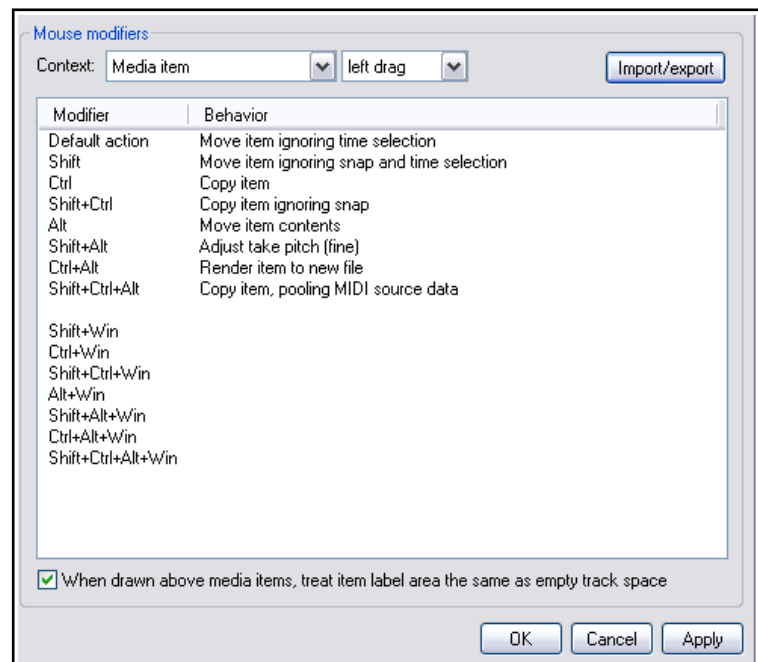 Mouse modifiers
Context: Media item left drag Import/export
Modifier Behavior
Default action Move item ignoring time selection
Shift Move item ignoring snap and time selection
Ctrl Copy item
Shift+Ctrl Copy item ignoring snap
Alt Move item contents
Shift+Alt Adjust take pitch (fine)
Ctrl+Alt Render item to new file
Shift+Ctrl+Alt Copy item, pooling MIDI source data
Shift+Win
Ctrl+Win
Shift+Ctrl+Win
Alt+Win
Shift+Alt+Win
Ctrl+Alt+Win
Shift+Ctrl+Alt+Win
When drawn above media items, treat item label area the same as empty track space
OK Cancel Apply